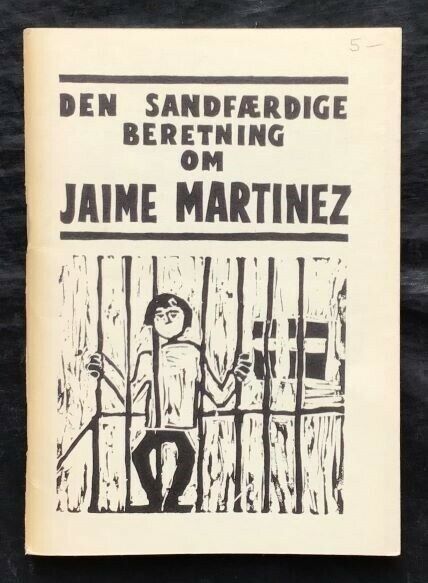 5-
DEN SANDFÆRDIGE
BERETNING
OM
JAIME MARTINEZ